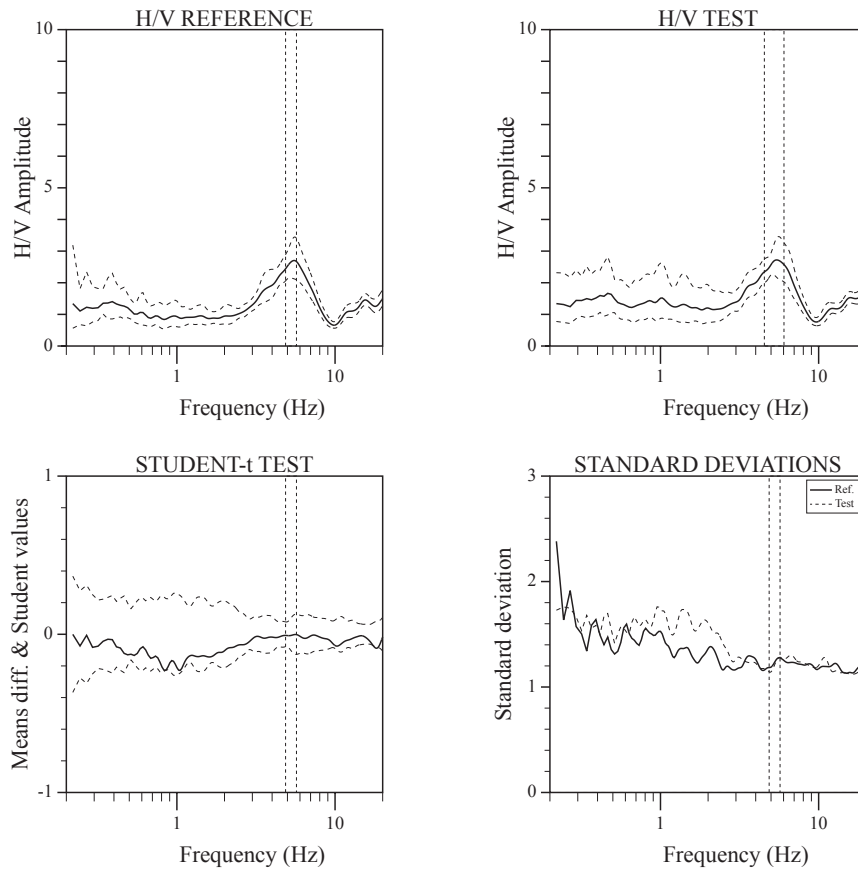 H/V REFERENCE
10
5
0
H/V Amplitude
1
10
Frequency (Hz)
H/V TEST
10
5
0
H/V Amplitude
1
10
Frequency (Hz)
STUDENT-t TEST
1
0
-1
Means diff. & Student values
1
10
Frequency (Hz)
STANDARD DEVIATIONS
3
2
1
0
Standard deviation
Ref.
Test
1
10
Frequency (Hz)